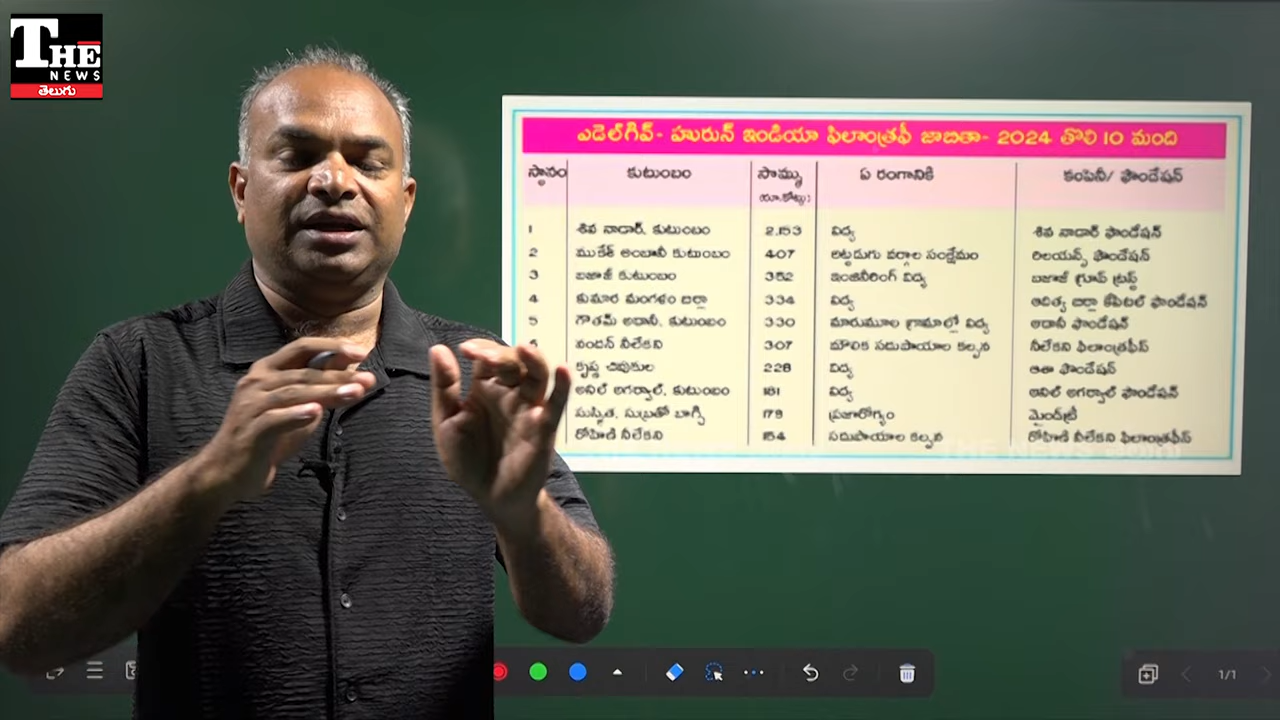 THE
NEWS
తెలుగు
ఎడెల్‌గివ్- హురున్ ఇండియా ఫిలాంత్రఫీ జాబితా- 2024 తొలి 10 మంది
స్థానం కుటుంబం సొమ్ము (రూ.కోట్లు) ఏ రంగానికి కంపెనీ/ ఫౌండేషన్
1 శివ నాడార్, కుటుంబం 2,153 విద్య శివ నాడార్ ఫౌండేషన్
2 ముకేశ్ అంబానీ కుటుంబం 407 అట్టడుగు వర్గాల సంక్షేమం రిలయన్స్ ఫౌండేషన్
3 బజాజ్ కుటుంబం 352 ఇంజినీరింగ్ విద్య బజాజ్ గ్రూప్ ట్రస్ట్
4 కుమార మంగళం బిర్లా 334 విద్య ఆదిత్య బిర్లా కేపిటల్ ఫౌండేషన్
5 గౌతమ్ అదానీ, కుటుంబం 330 మారుమూల గ్రామాల్లో విద్య అదానీ ఫౌండేషన్
నందన్ నీలేకని 307 మౌలిక సదుపాయాల కల్పన నీలేకని ఫిలాంత్రఫీస్
కృష్ణ చివుకుల 228 విద్య ఆశా ఫౌండేషన్
అనిల్ అగర్వాల్, కుటుంబం 181 విద్య అనిల్ అగర్వాల్ ఫౌండేషన్
సుస్మిత, సుబ్రతో బాగ్చి 179 ప్రజారోగ్యం మైండ్‌ట్రీ
రోహిణి నీలేకని 154 సదుపాయాల కల్పన రోహిణి నీలేకని ఫిలాంత్రఫీస్
1/1